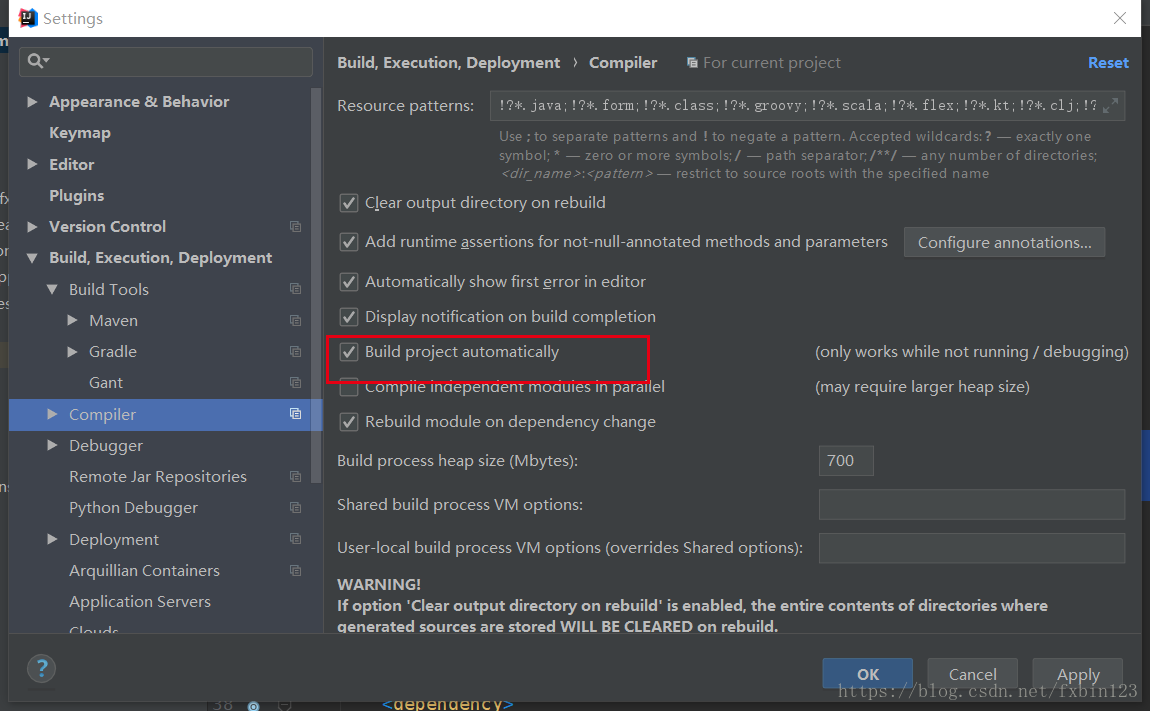 Settings
Appearance & Behavior
Keymap
Editor
Plugins
Version Control
Build, Execution, Deployment
Build Tools
Maven
Gradle
Gant
Compiler
Debugger
Remote Jar Repositories
Python Debugger
Deployment
Arquillian Containers
Application Servers
Clouds
Build, Execution, Deployment › Compiler For current project Reset
Resource patterns: !?*.java;!?*.form;!?*.class;!?*.groovy;!?*.scala;!?*.flex;!?*.kt;!?*.clj;!?
Use ; to separate patterns and ! to negate a pattern. Accepted wildcards: ? — exactly one
symbol; * — zero or more symbols; / — path separator; /**/ — any number of directories;
<dir_name>:<pattern> — restrict to source roots with the specified name
Clear output directory on rebuild
Add runtime assertions for not-null-annotated methods and parameters Configure annotations...
Automatically show first error in editor
Display notification on build completion
Build project automatically (only works while not running / debugging)
Compile independent modules in parallel (may require larger heap size)
Rebuild module on dependency change
Build process heap size (Mbytes): 700
Shared build process VM options:
User-local build process VM options (overrides Shared options):
WARNING!
If option 'Clear output directory on rebuild' is enabled, the entire contents of directories where
generated sources are stored WILL BE CLEARED on rebuild.
? OK Cancel Apply
https://blog.csdn.net/fxbin123
38 <dependency>